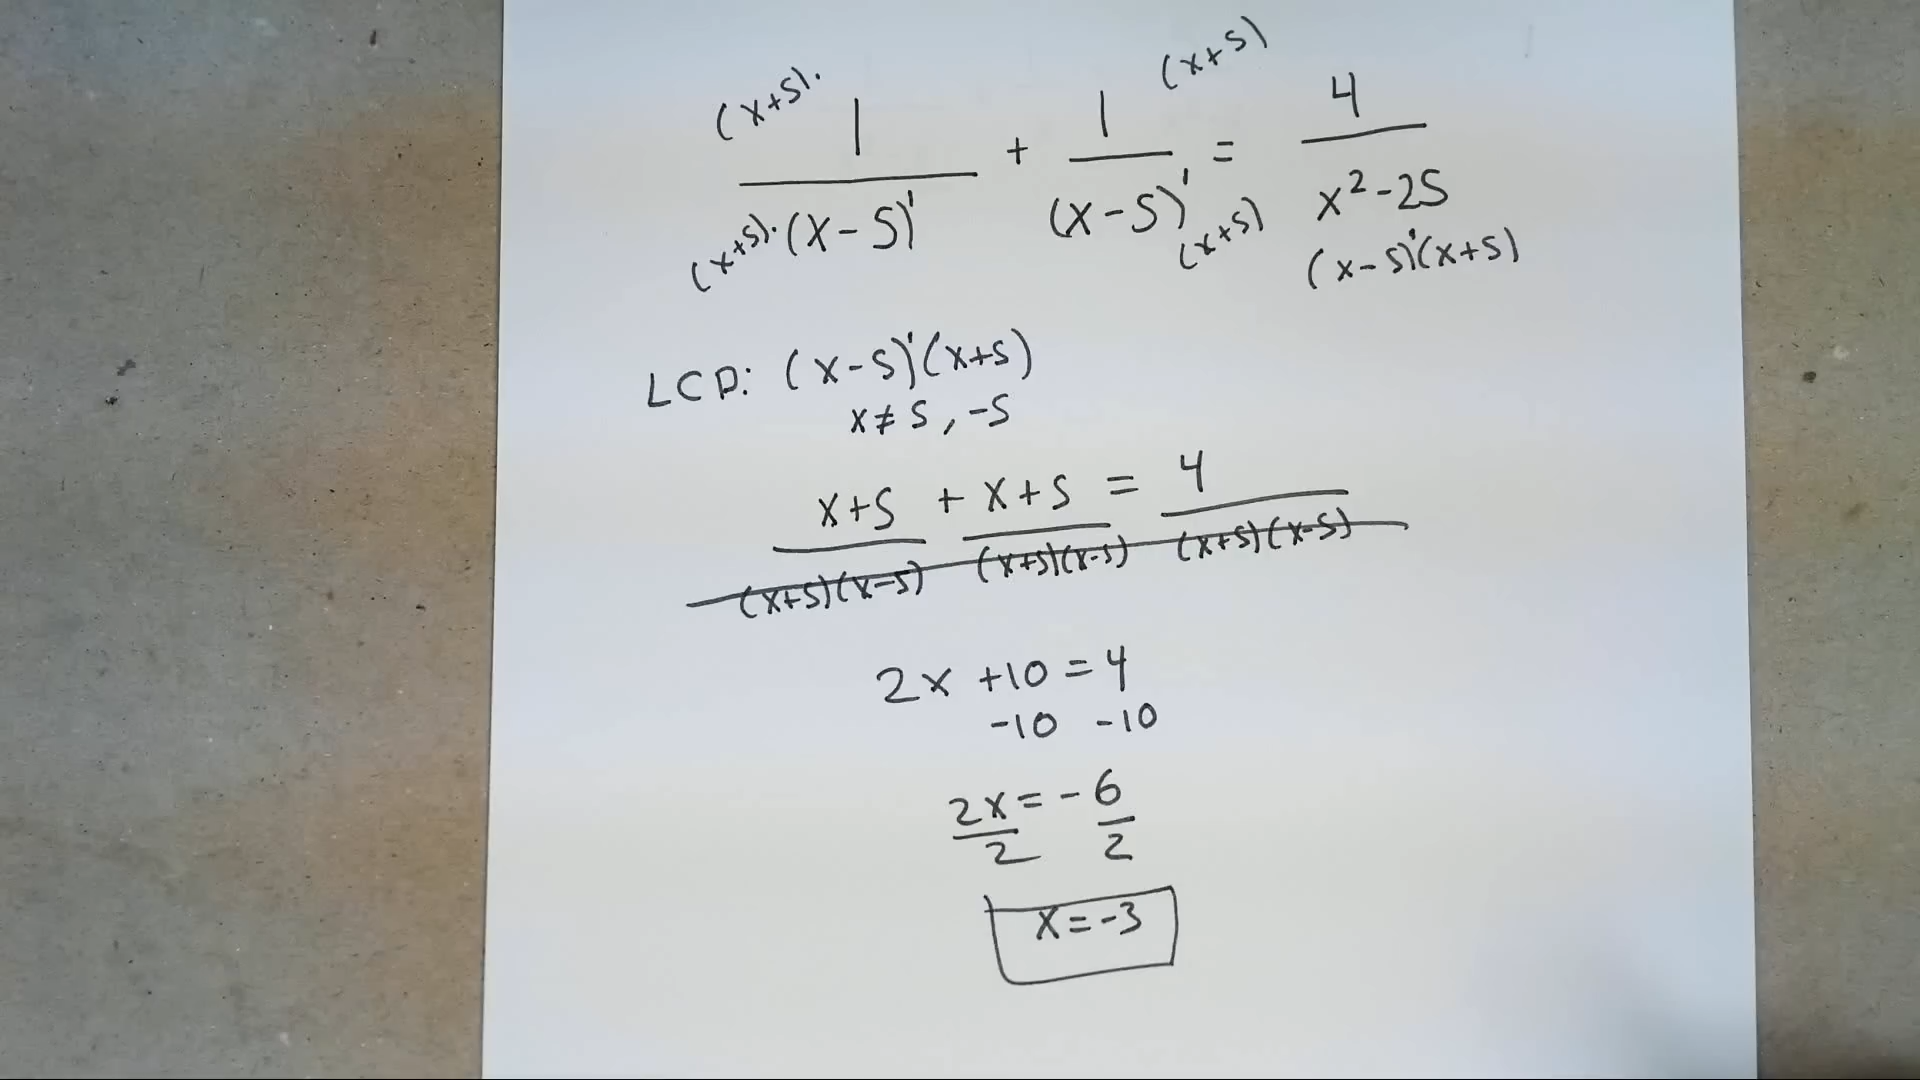 (x+5). (x+5)
1 + 1 = 4
(x+5).(x-5)' (x-5)'(x+5) x²-25
(x-5)'(x+5)
LCD: (x-5)'(x+5)
x≠5, -5
x+5 + x+5 = 4
(x+5)(x-5) (x+5)(x-5) (x+5)(x-5)
2x +10 = 4
-10 -10
2x = -6
2 2
x = -3